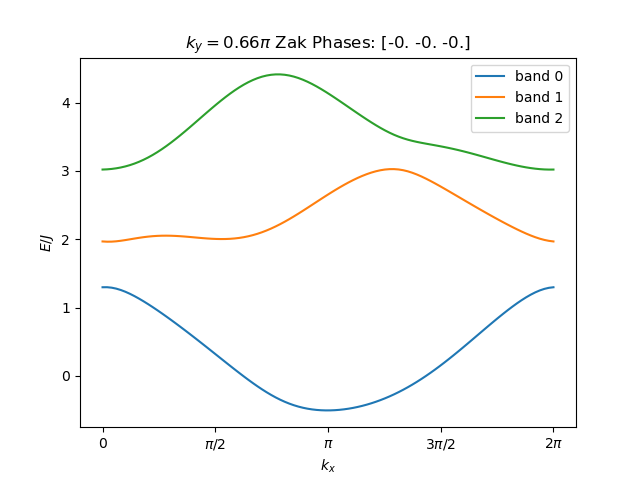 $k_y = 0.66\pi$ Zak Phases: [-0. -0. -0.]
band 0
band 1
band 2
4
3
2
1
0
E/J
0
π/2
π
3π/2
2π
$k_x$